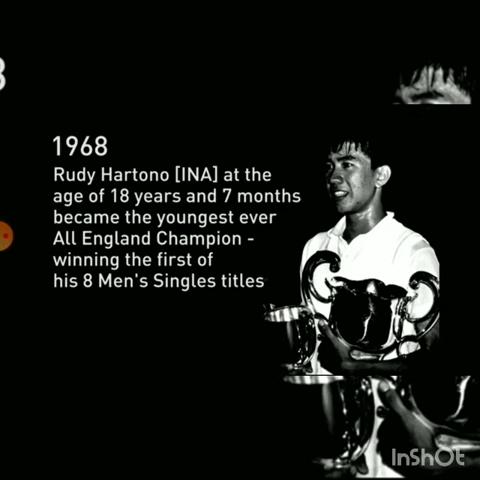 1968
Rudy Hartono [INA] at the
age of 18 years and 7 months
became the youngest ever
All England Champion -
winning the first of
his 8 Men's Singles titles
InShOt